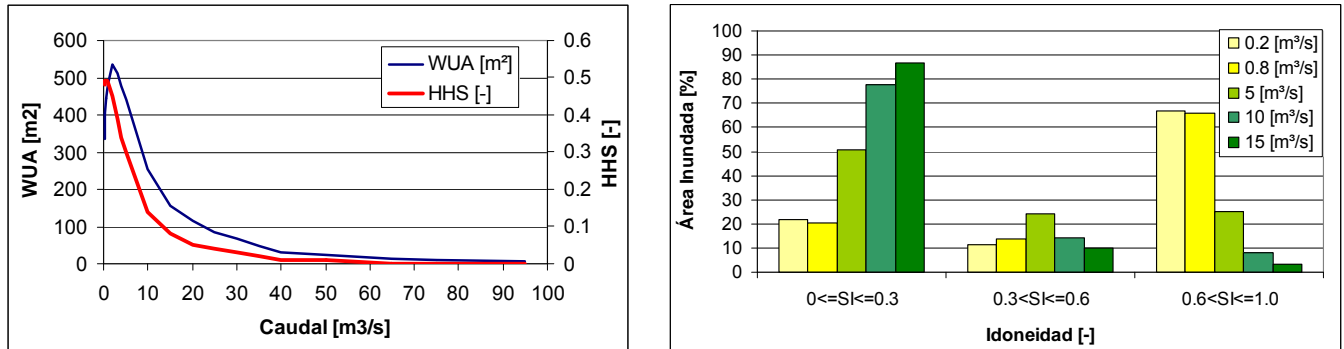 600
500
400
300
200
100
0
WUA [m2]
0.6
0.5
0.4
0.3
0.2
0.1
0
HHS [-]
WUA [m²]
HHS [-]
0 10 20 30 40 50 60 70 80 90 100
Caudal [m3/s]
100
90
80
70
60
50
40
30
20
10
0
Área Inundada [%]
0.2 [m³/s]
0.8 [m³/s]
5 [m³/s]
10 [m³/s]
15 [m³/s]
0<=SI<=0.3 0.3<SI<=0.6 0.6<SI<=1.0
Idoneidad [-]